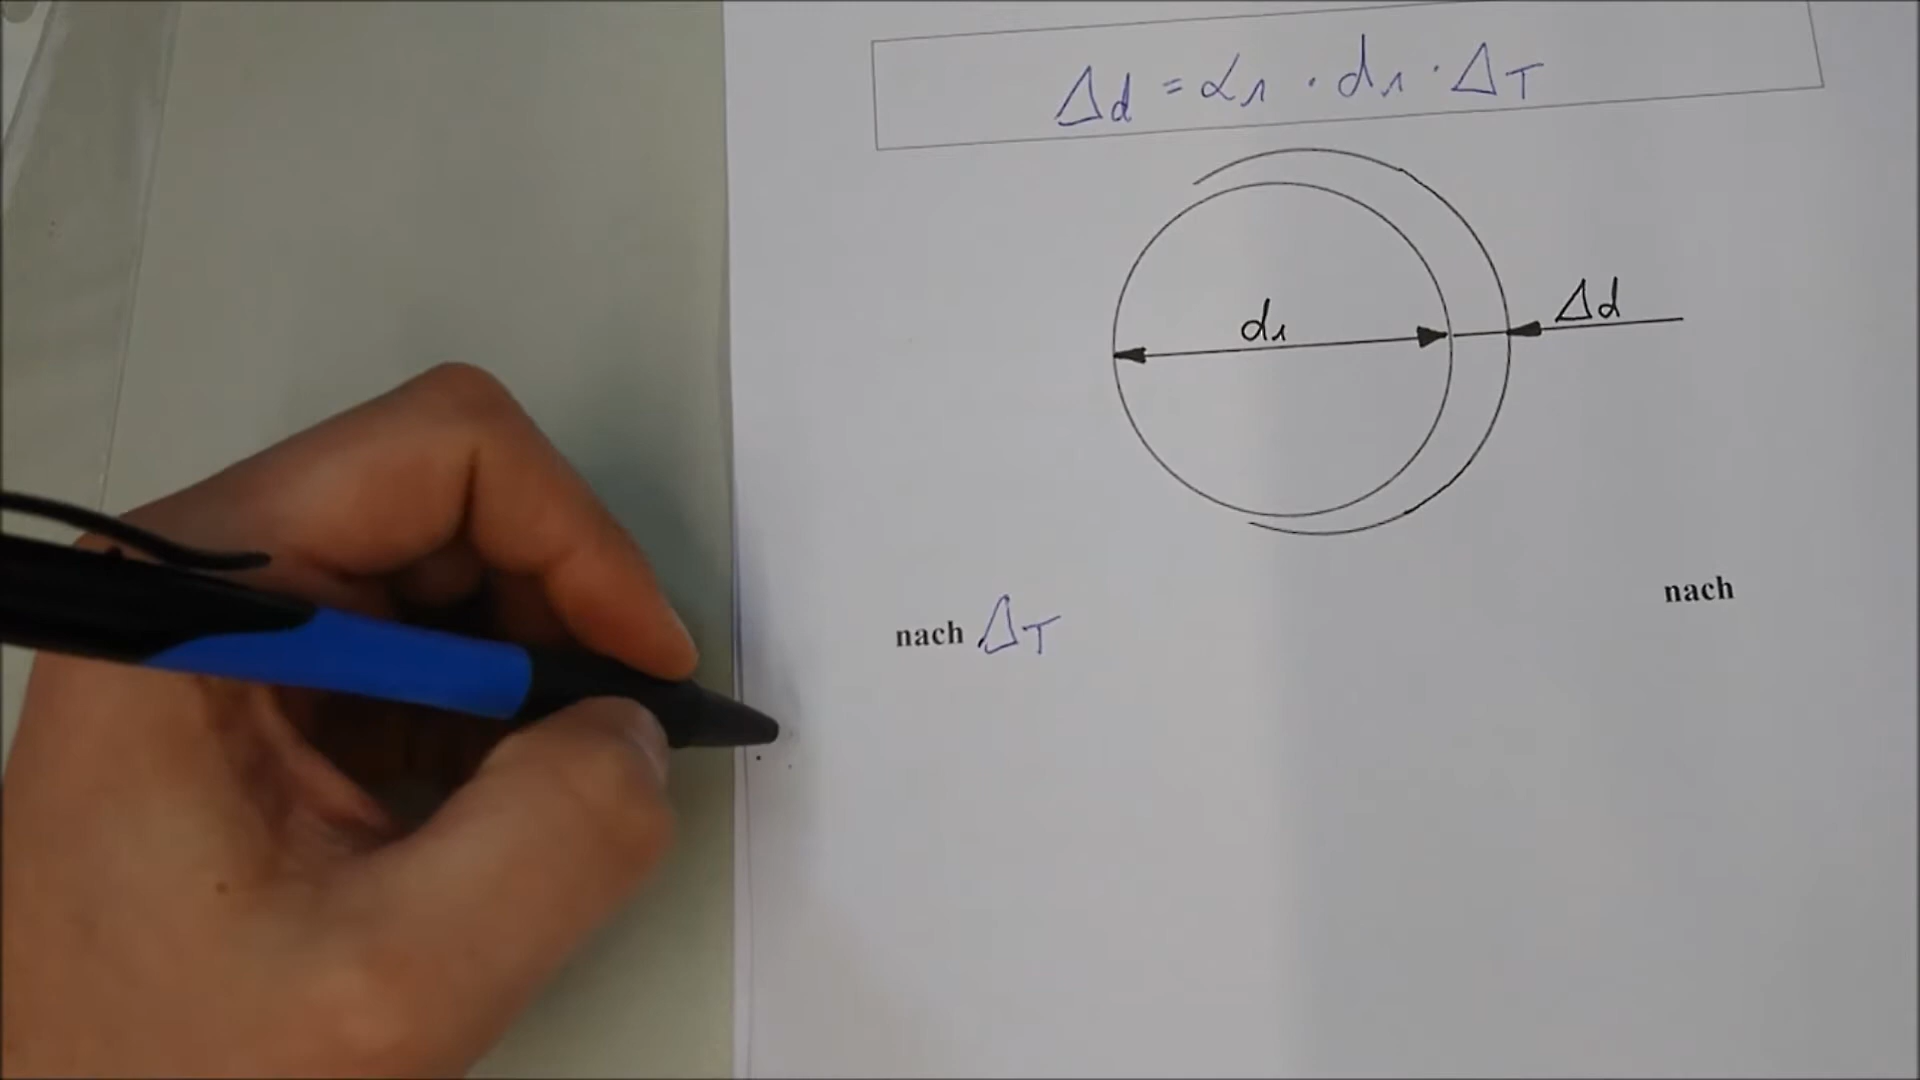 Δd = α₁ · d₁ · ΔT
d₁
Δd
nach ΔT
nach